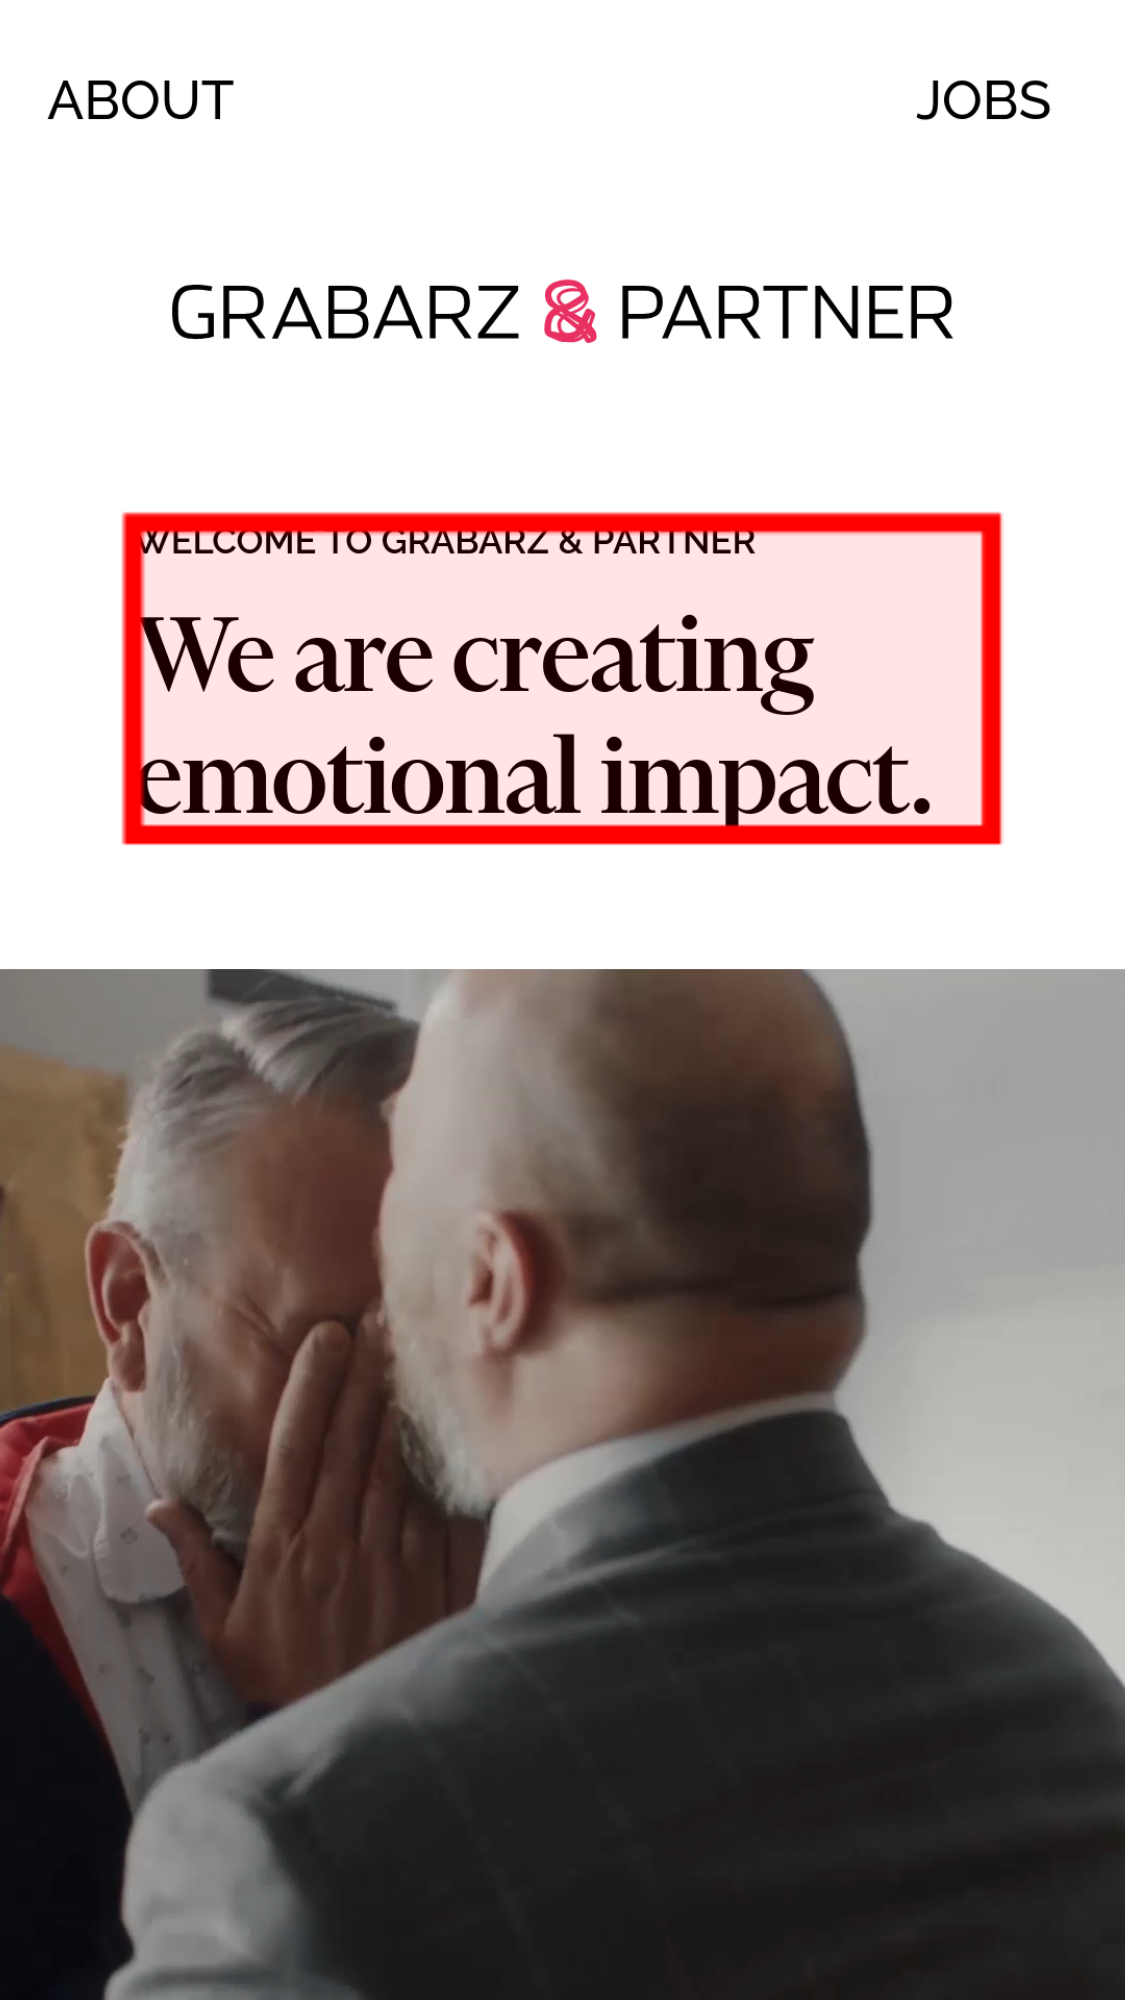 ABOUT
JOBS
GRABARZ & PARTNER
WELCOME TO GRABARZ & PARTNER
We are creating
emotional impact.